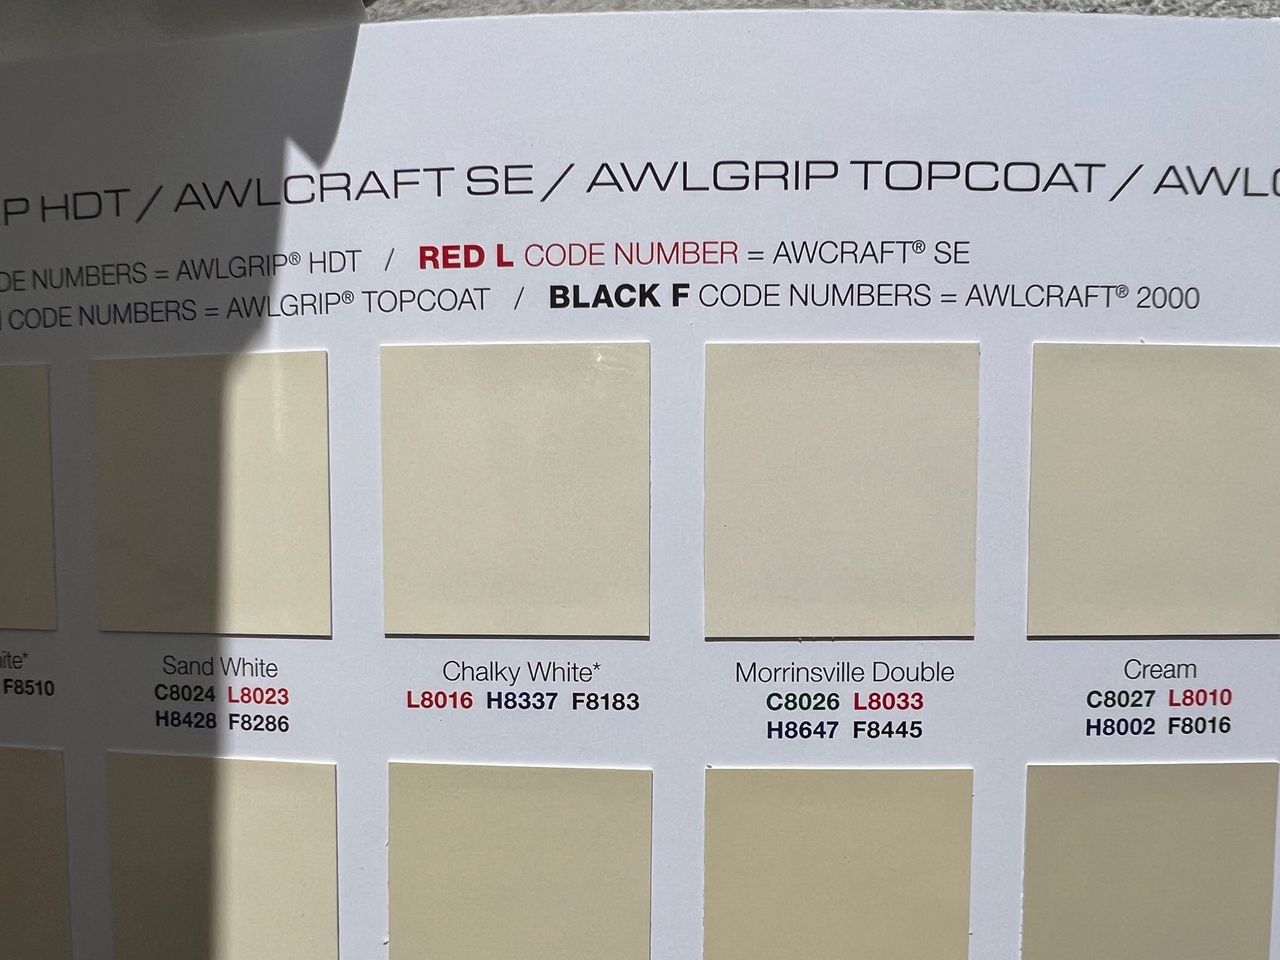 P HDT / AWLCRAFT SE / AWLGRIP TOPCOAT / AWLC
DE NUMBERS = AWLGRIP® HDT / RED L CODE NUMBER = AWCRAFT® SE
CODE NUMBERS = AWLGRIP® TOPCOAT / BLACK F CODE NUMBERS = AWLCRAFT® 2000
ite*
F8510
Sand White
C8024 L8023
H8428 F8286
Chalky White*
L8016 H8337 F8183
Morrinsville Double
C8026 L8033
H8647 F8445
Cream
C8027 L8010
H8002 F8016